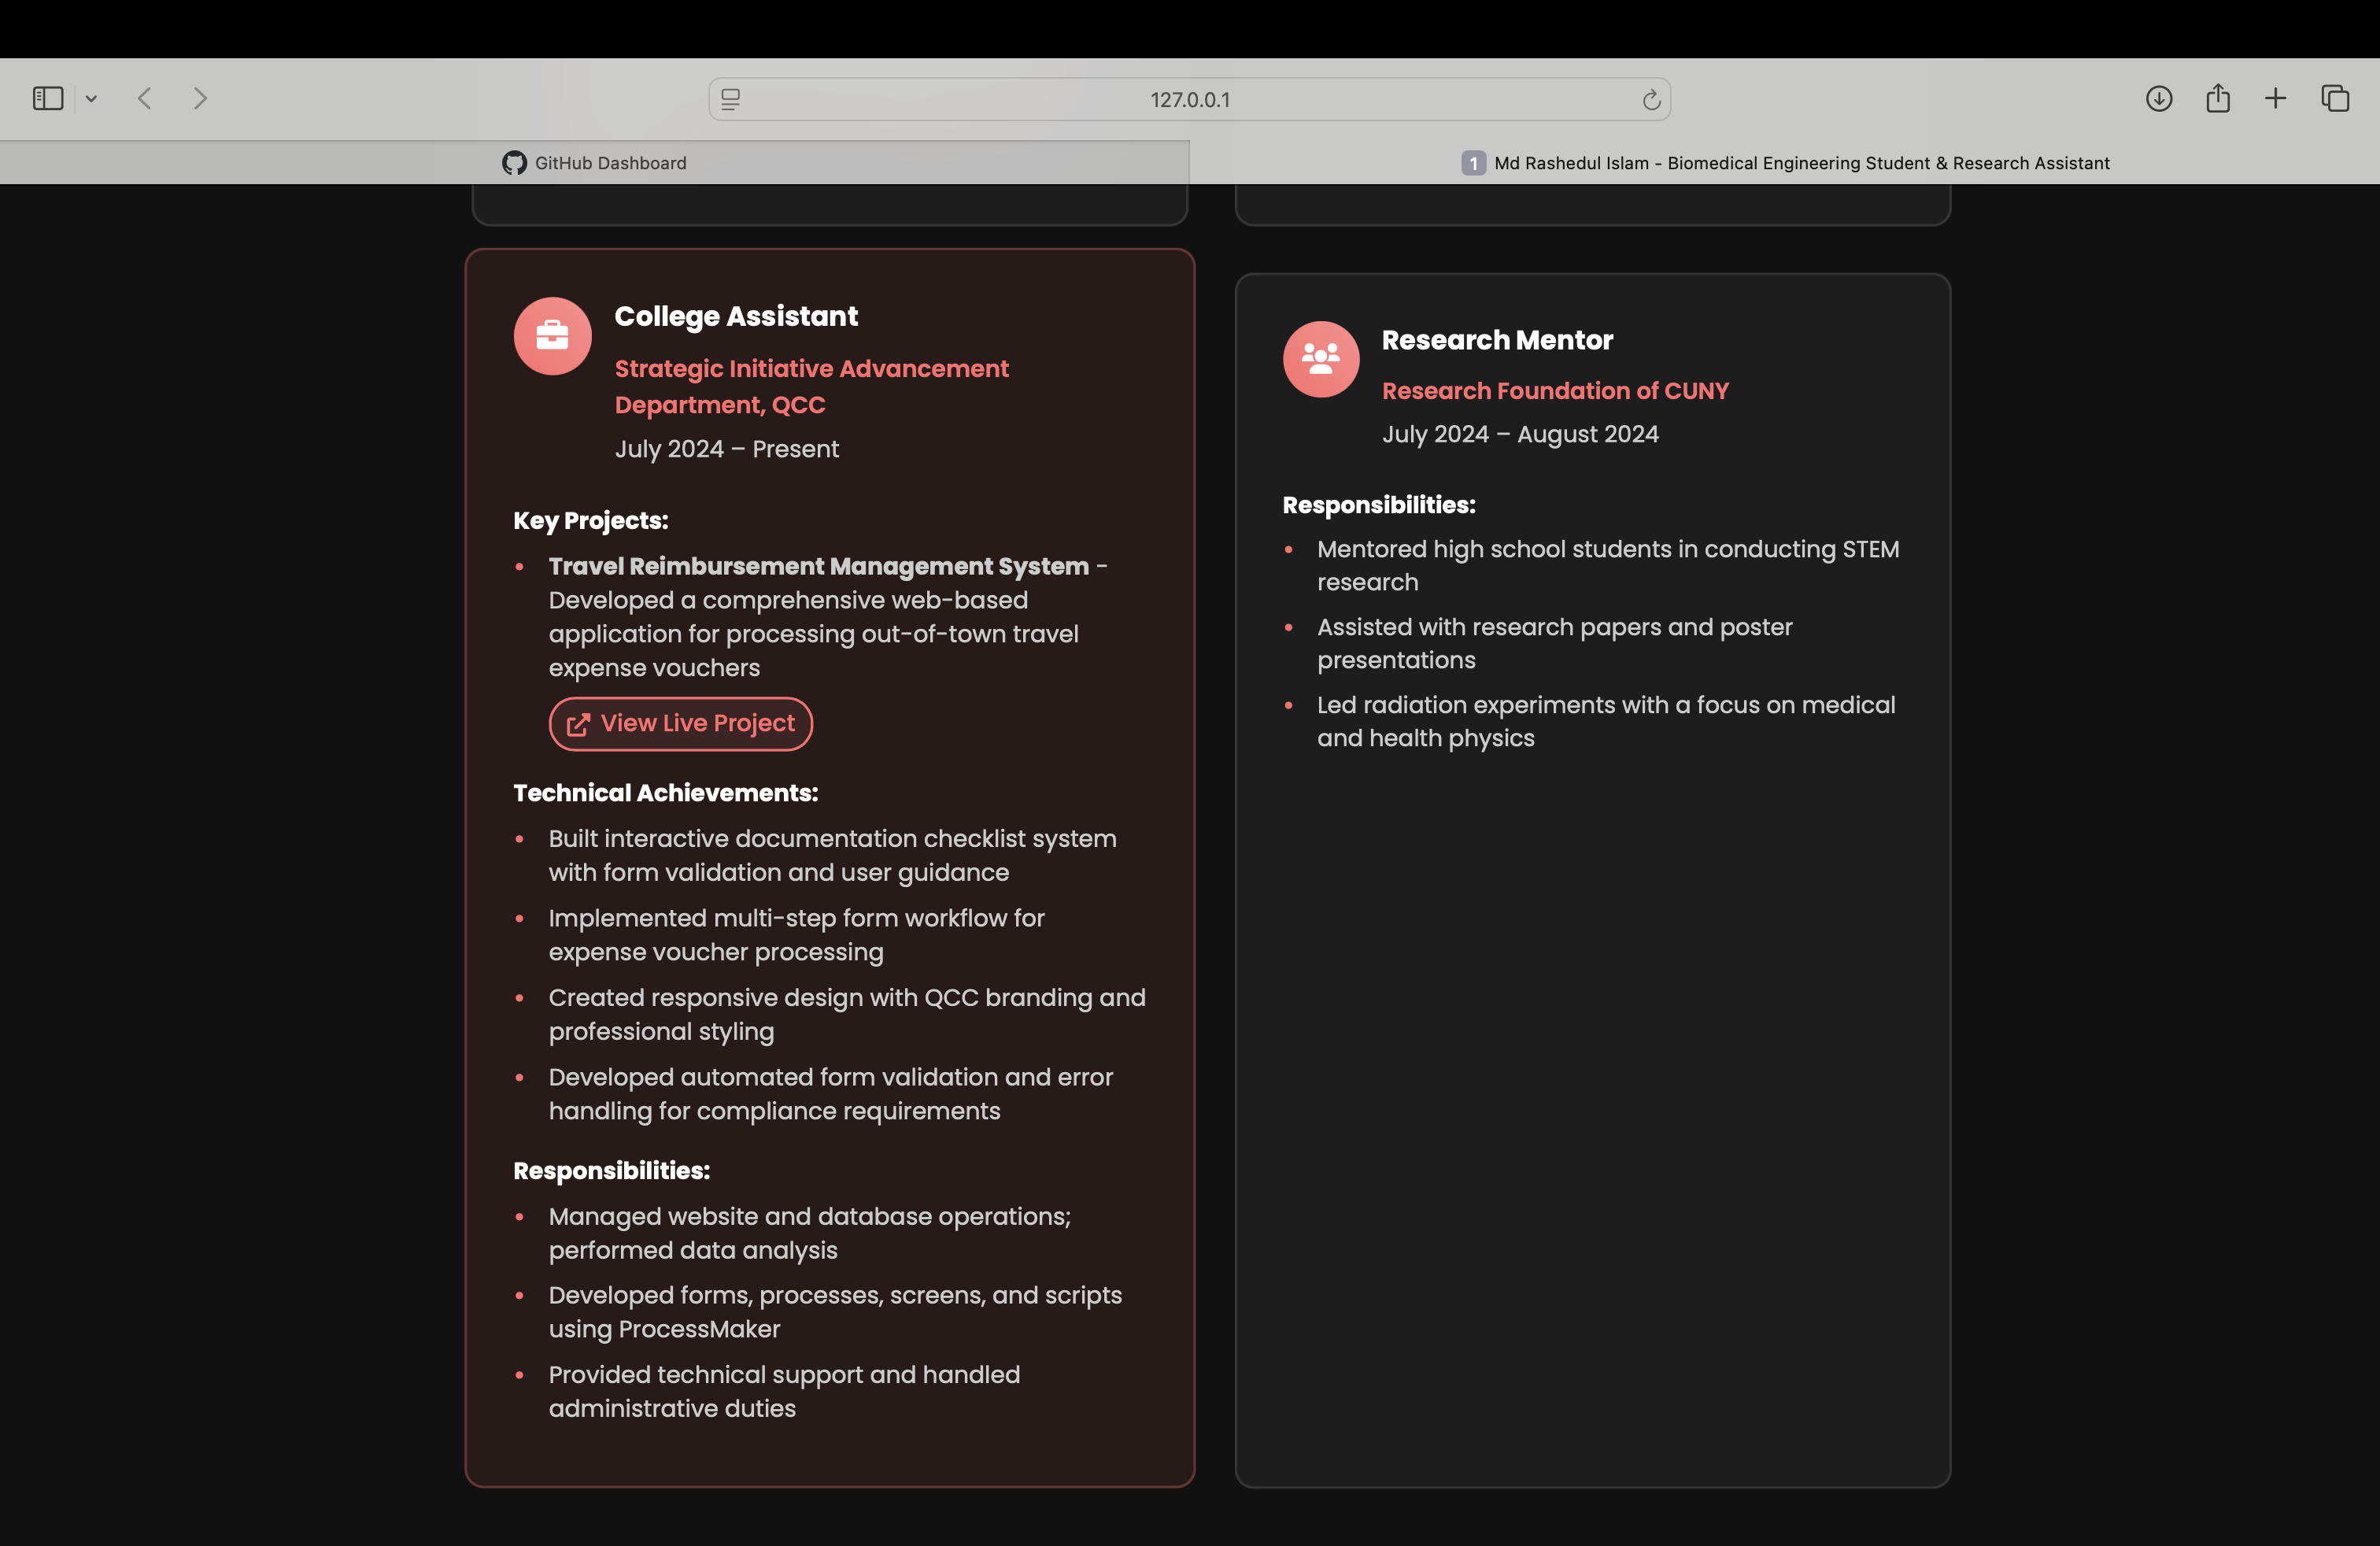 127.0.0.1
GitHub Dashboard
1 Md Rashedul Islam - Biomedical Engineering Student & Research Assistant
College Assistant
Strategic Initiative Advancement
Department, QCC
July 2024 – Present
Key Projects:
• Travel Reimbursement Management System -
Developed a comprehensive web-based
application for processing out-of-town travel
expense vouchers
View Live Project
Technical Achievements:
• Built interactive documentation checklist system
with form validation and user guidance
• Implemented multi-step form workflow for
expense voucher processing
• Created responsive design with QCC branding and
professional styling
• Developed automated form validation and error
handling for compliance requirements
Responsibilities:
• Managed website and database operations;
performed data analysis
• Developed forms, processes, screens, and scripts
using ProcessMaker
• Provided technical support and handled
administrative duties
Research Mentor
Research Foundation of CUNY
July 2024 – August 2024
Responsibilities:
• Mentored high school students in conducting STEM
research
• Assisted with research papers and poster
presentations
• Led radiation experiments with a focus on medical
and health physics